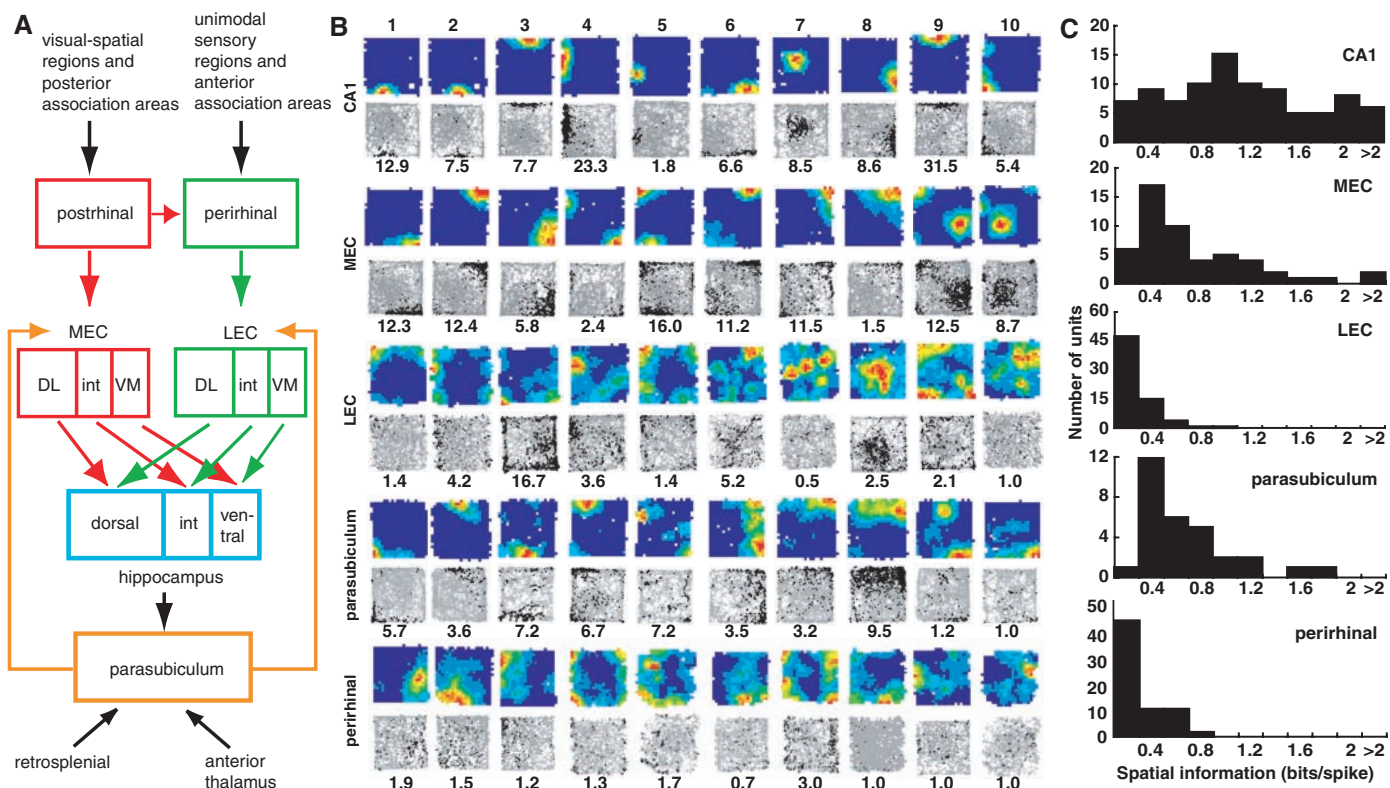 A
visual-spatial
regions and
posterior
association areas
unimodal
sensory
regions and
anterior
association areas
postrhinal
perirhinal
MEC
LEC
DL int VM
DL int VM
dorsal
int
ven-
tral
hippocampus
parasubiculum
retrosplenial
anterior
thalamus
B
1 2 3 4 5 6 7 8 9 10
CA1
12.9 7.5 7.7 23.3 1.8 6.6 8.5 8.6 31.5 5.4
MEC
12.3 12.4 5.8 2.4 16.0 11.2 11.5 1.5 12.5 8.7
LEC
1.4 4.2 16.7 3.6 1.4 5.2 0.5 2.5 2.1 1.0
parasubiculum
5.7 3.6 7.2 6.7 7.2 3.5 3.2 9.5 1.2 1.0
perirhinal
1.9 1.5 1.2 1.3 1.7 0.7 3.0 1.0 1.0 1.0
C
Number of units
CA1
20
15
10
5
0
0.4 0.8 1.2 1.6 2 >2
MEC
20
15
10
5
0
0.4 0.8 1.2 1.6 2 >2
LEC
60
45
30
15
0
0.4 0.8 1.2 1.6 2 >2
parasubiculum
12
8
4
0
0.4 0.8 1.2 1.6 2 >2
perirhinal
50
40
30
20
10
0
0.4 0.8 1.2 1.6 2 >2
Spatial information (bits/spike)